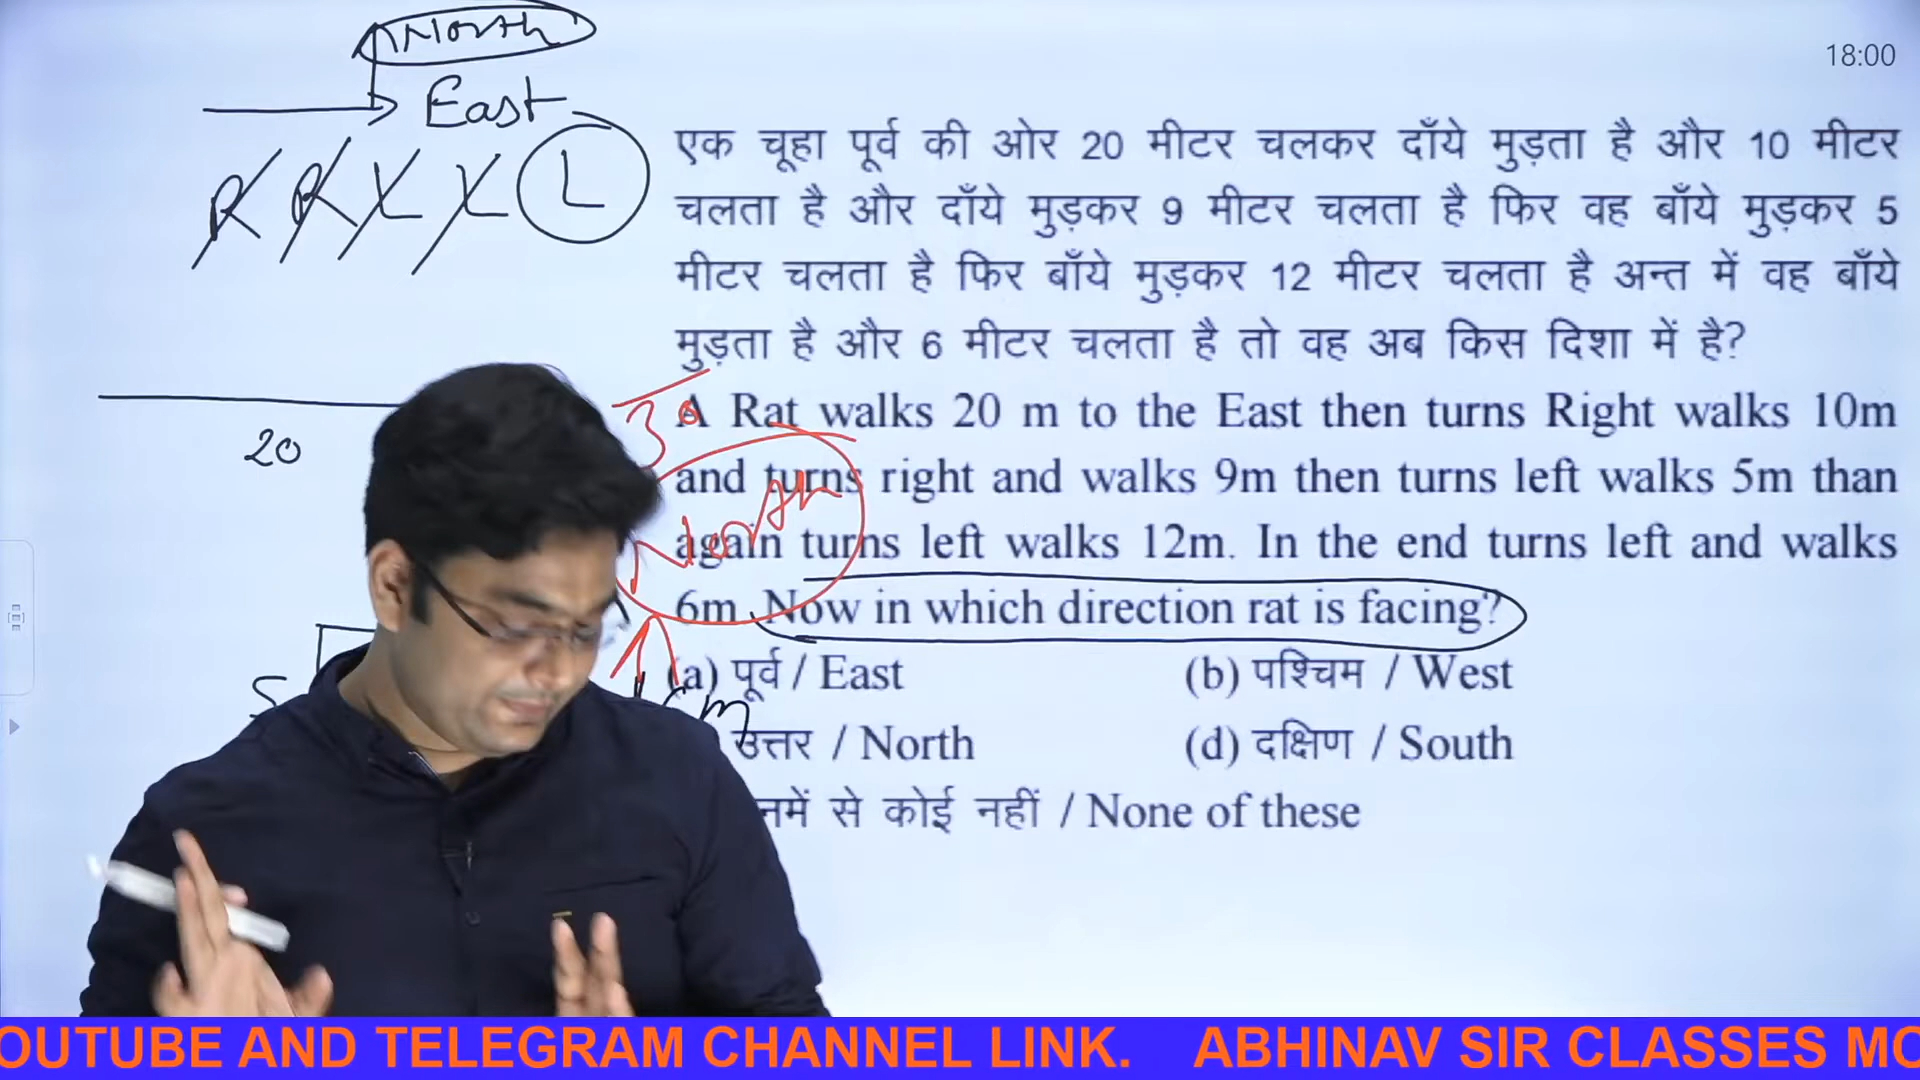 North
18:00
East
R R L L L
एक चूहा पूर्व की ओर 20 मीटर चलकर दाँये मुड़ता है और 10 मीटर
चलता है और दाँये मुड़कर 9 मीटर चलता है फिर वह बाँये मुड़कर 5
मीटर चलता है फिर बाँये मुड़कर 12 मीटर चलता है अन्त में वह बाँये
मुड़ता है और 6 मीटर चलता है तो वह अब किस दिशा में है?
20
A Rat walks 20 m to the East then turns Right walks 10m
and turns right and walks 9m then turns left walks 5m than
again turns left walks 12m. In the end turns left and walks
6m. Now in which direction rat is facing?
North
5
(a) पूर्व / East
(b) पश्चिम / West
उत्तर / North
(d) दक्षिण / South
नमें से कोई नहीं / None of these
OUTUBE AND TELEGRAM CHANNEL LINK. ABHINAV SIR CLASSES MO